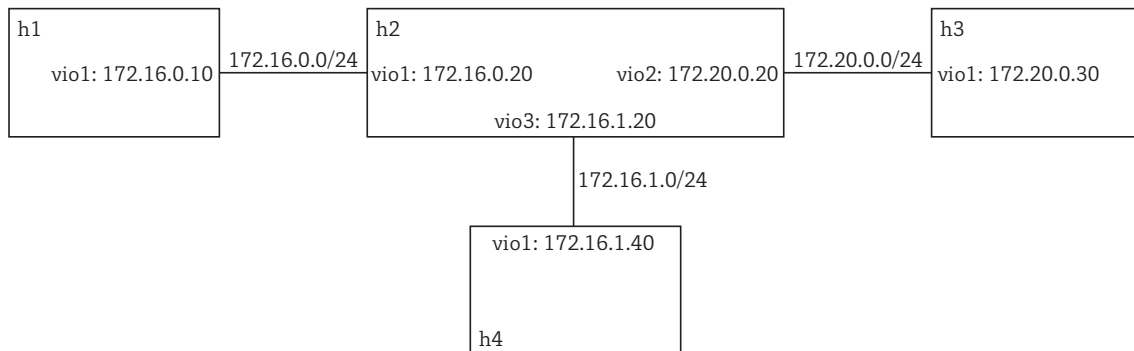 h1
h2
h3
172.16.0.0/24
172.20.0.0/24
vio1: 172.16.0.10
vio1: 172.16.0.20
vio2: 172.20.0.20
vio1: 172.20.0.30
vio3: 172.16.1.20
172.16.1.0/24
vio1: 172.16.1.40
h4